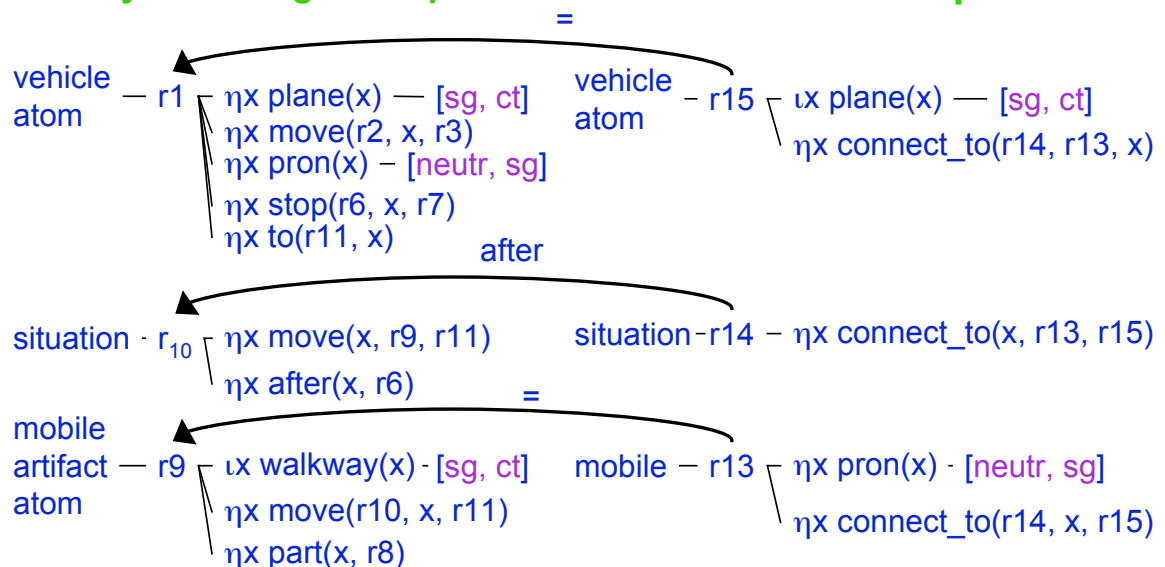 =
vehicle atom — r1
ηx plane(x) — [sg, ct]
ηx move(r2, x, r3)
ηx pron(x) – [neutr, sg]
ηx stop(r6, x, r7)
ηx to(r11, x)
vehicle atom - r15
ιx plane(x) — [sg, ct]
ηx connect_to(r14, r13, x)
after
situation - r10
ηx move(x, r9, r11)
ηx after(x, r6)
situation - r14 – ηx connect_to(x, r13, r15)
=
mobile artifact atom — r9
ιx walkway(x) - [sg, ct]
ηx move(r10, x, r11)
ηx part(x, r8)
mobile – r13
ηx pron(x) - [neutr, sg]
ηx connect_to(r14, x, r15)